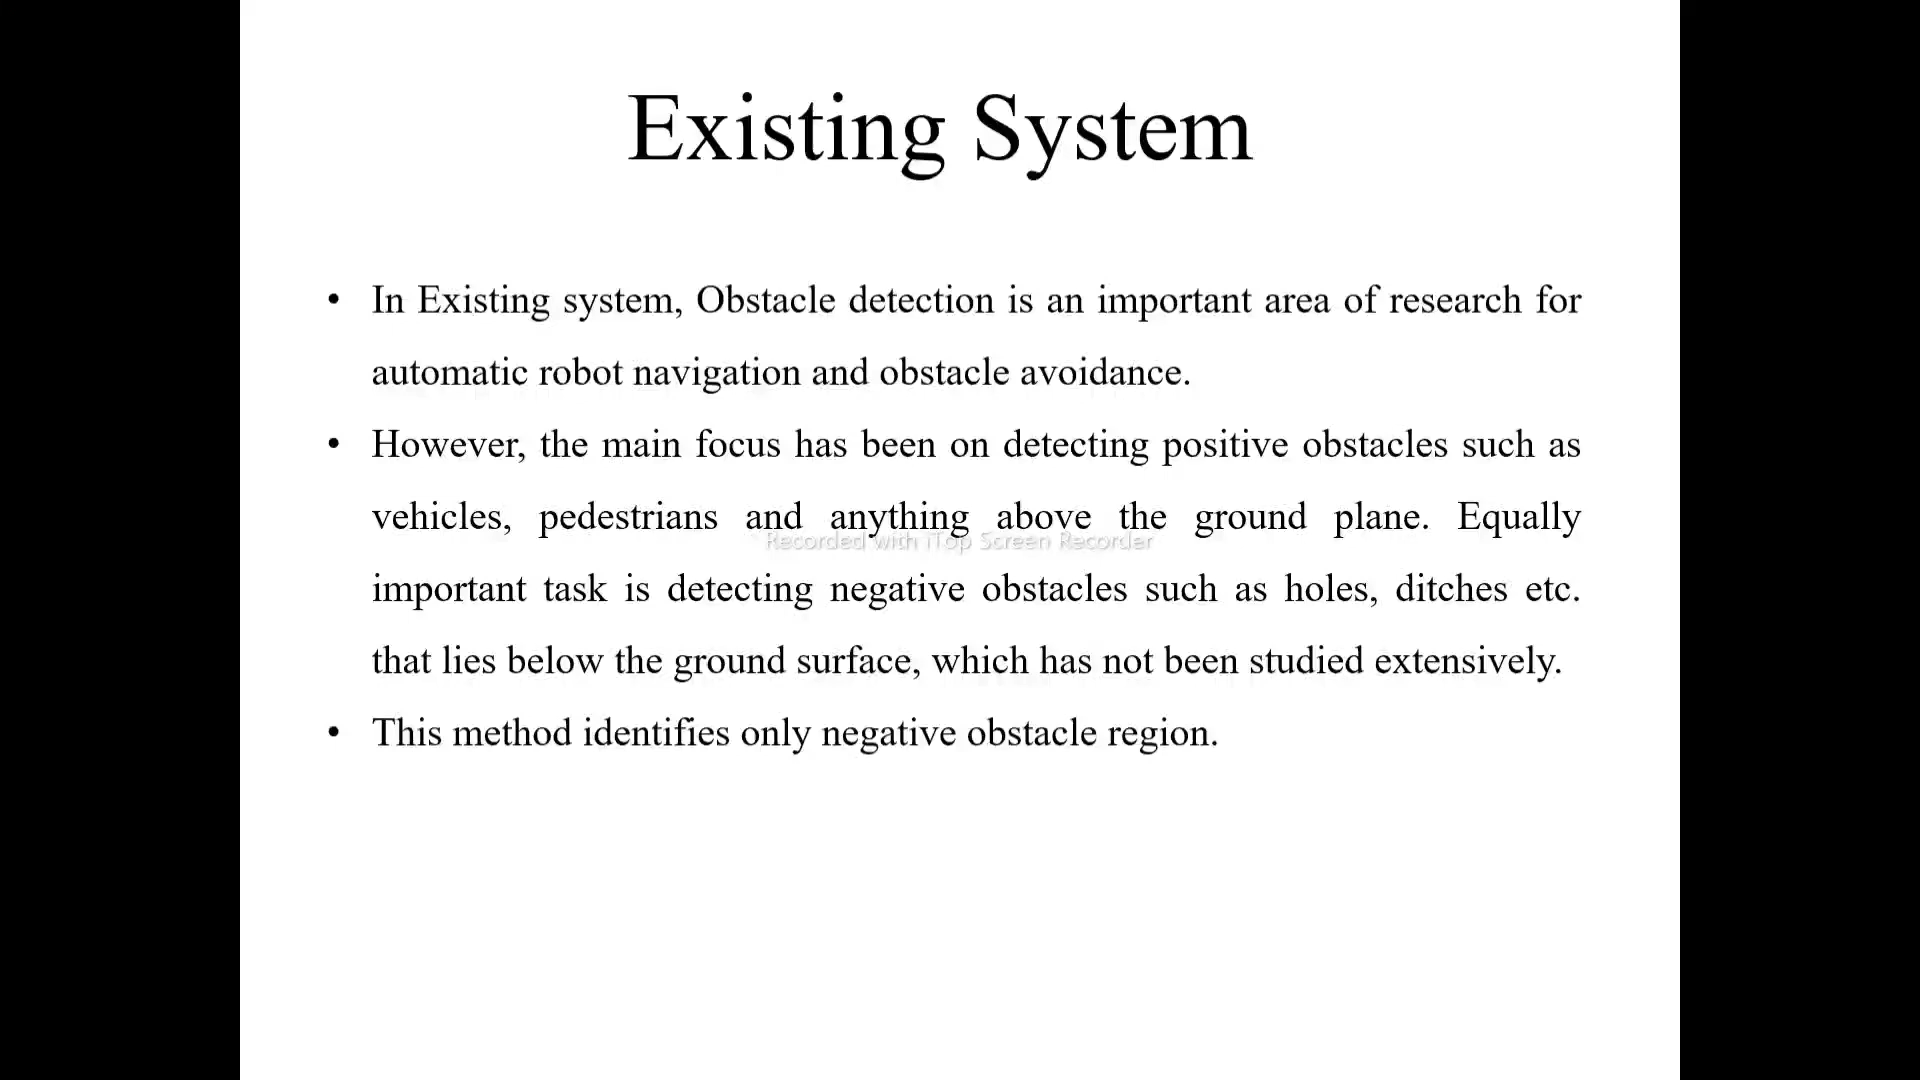 Existing System
• In Existing system, Obstacle detection is an important area of research for
automatic robot navigation and obstacle avoidance.
• However, the main focus has been on detecting positive obstacles such as
vehicles, pedestrians and anything above the ground plane. Equally
Recorded with iTop Screen Recorder
important task is detecting negative obstacles such as holes, ditches etc.
that lies below the ground surface, which has not been studied extensively.
• This method identifies only negative obstacle region.